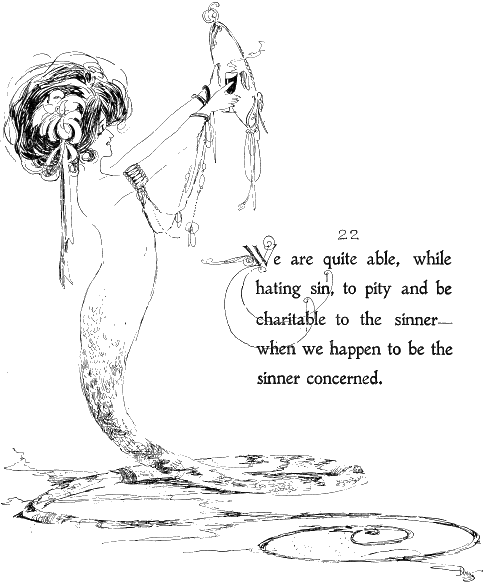 22
We are quite able, while
hating sin, to pity and be
charitable to the sinner—
when we happen to be the
sinner concerned.